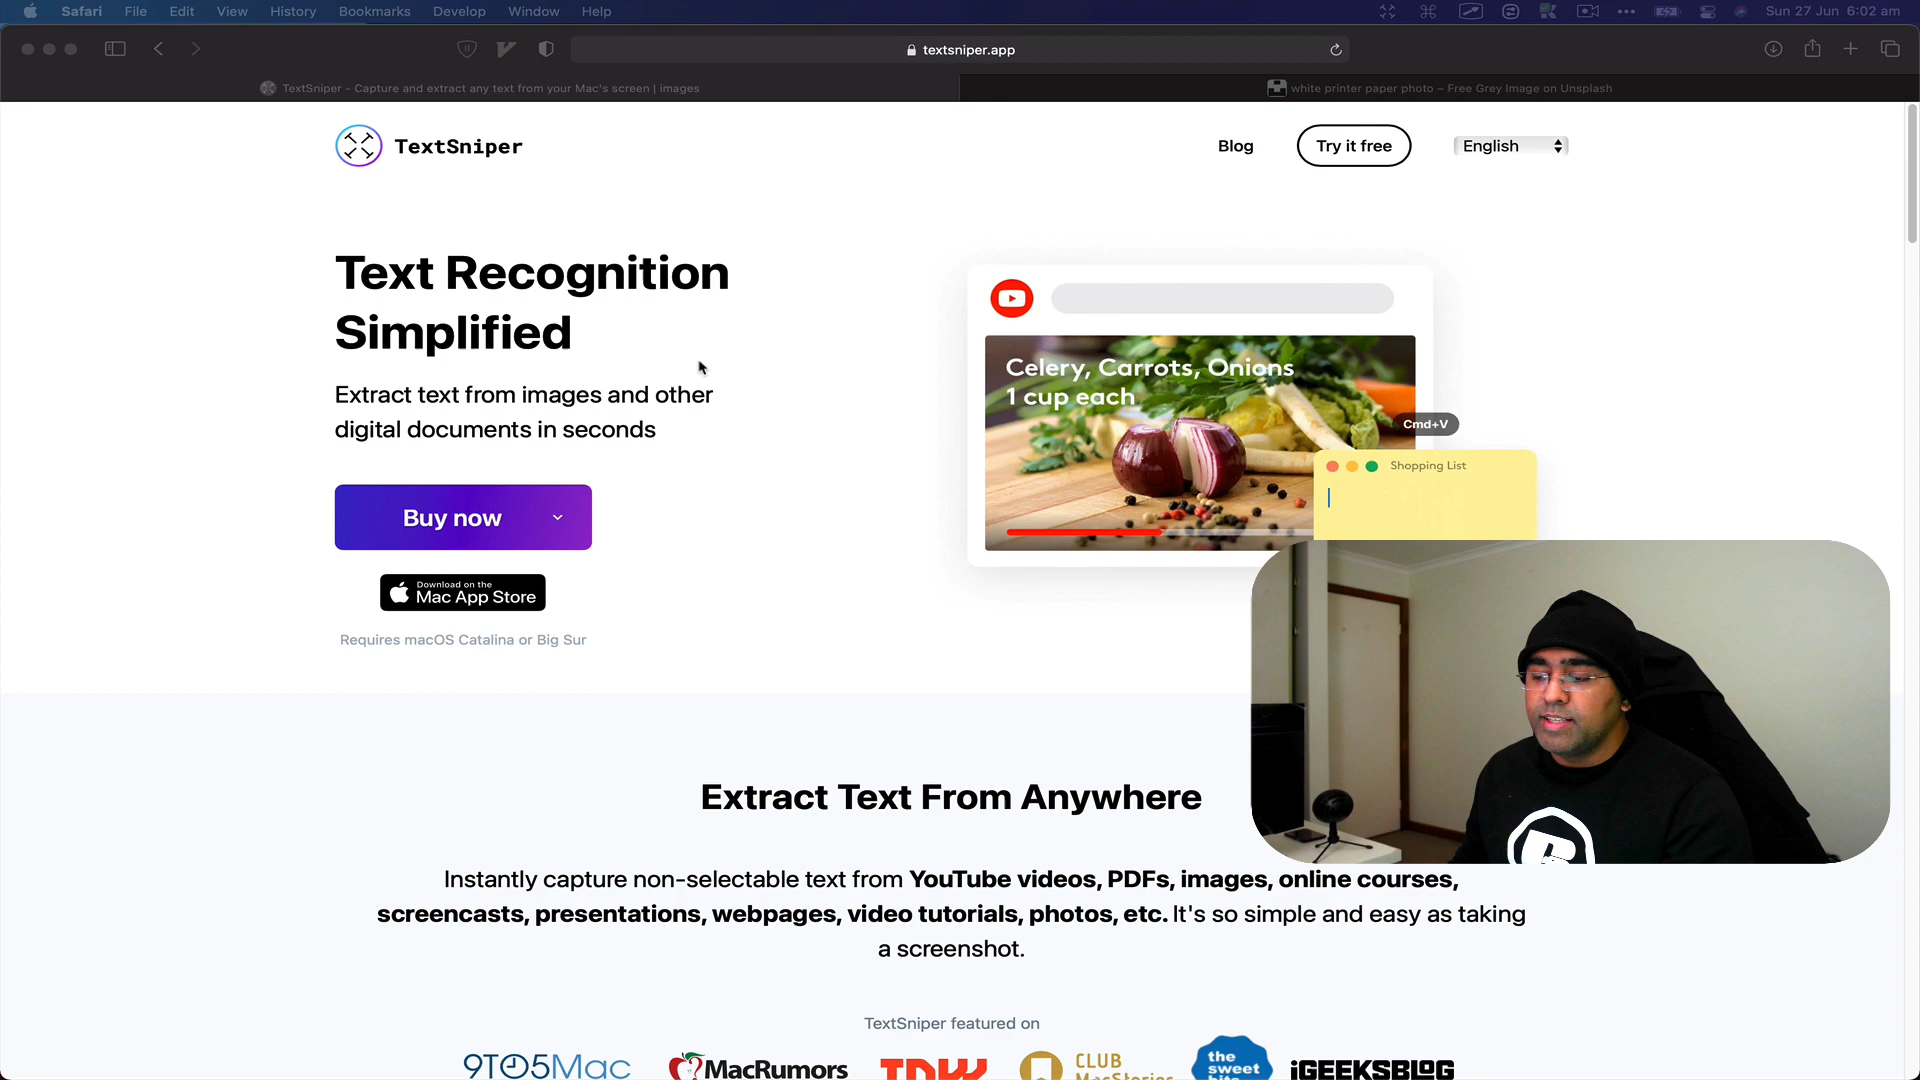 Safari File Edit View History Bookmarks Develop Window Help Sun 27 Jun 6:02 am
textsniper.app
TextSniper - Capture and extract any text from your Mac's screen | images
white printer paper photo – Free Grey Image on Unsplash
TextSniper
Blog
Try it free
English
Text Recognition
Simplified
Extract text from images and other
digital documents in seconds
Buy now
Download on the
Mac App Store
Requires macOS Catalina or Big Sur
Celery, Carrots, Onions
1 cup each
Cmd+V
Shopping List
Extract Text From Anywhere
Instantly capture non-selectable text from YouTube videos, PDFs, images, online courses,
screencasts, presentations, webpages, video tutorials, photos, etc. It's so simple and easy as taking
a screenshot.
TextSniper featured on
9TO5Mac
MacRumors
CLUB
MacStories
the
sweet
bits
iGEEKSBLOG